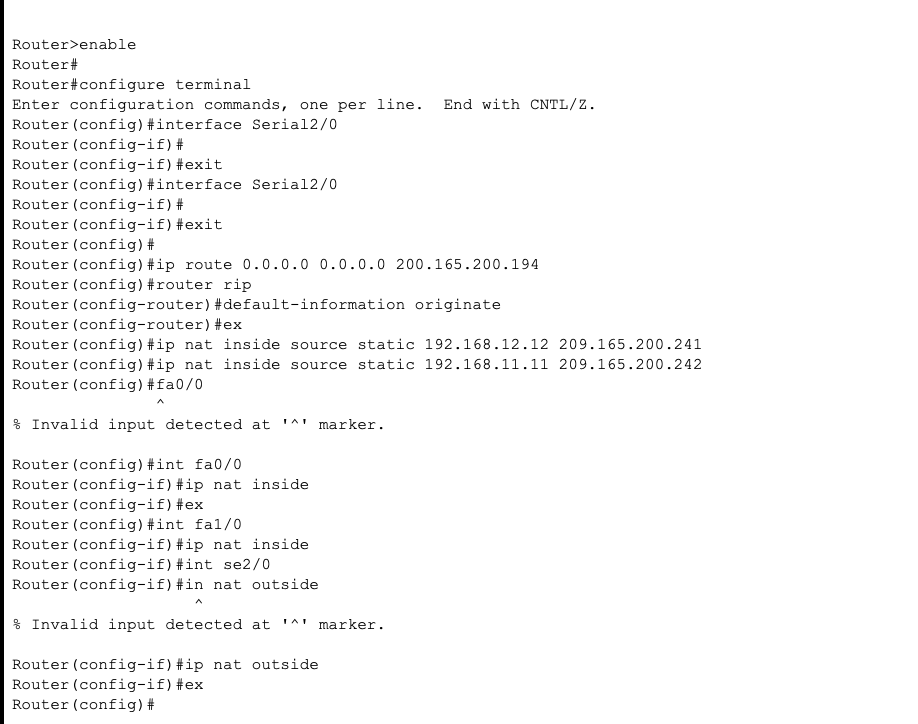 Router>enable
Router#
Router#configure terminal
Enter configuration commands, one per line.  End with CNTL/Z.
Router(config)#interface Serial2/0
Router(config-if)#
Router(config-if)#exit
Router(config)#interface Serial2/0
Router(config-if)#
Router(config-if)#exit
Router(config)#
Router(config)#ip route 0.0.0.0 0.0.0.0 200.165.200.194
Router(config)#router rip
Router(config-router)#default-information originate
Router(config-router)#ex
Router(config)#ip nat inside source static 192.168.12.12 209.165.200.241
Router(config)#ip nat inside source static 192.168.11.11 209.165.200.242
Router(config)#fa0/0
               ^
% Invalid input detected at '^' marker.

Router(config)#int fa0/0
Router(config-if)#ip nat inside
Router(config-if)#ex
Router(config)#int fa1/0
Router(config-if)#ip nat inside
Router(config-if)#int se2/0
Router(config-if)#in nat outside
                   ^
% Invalid input detected at '^' marker.

Router(config-if)#ip nat outside
Router(config-if)#ex
Router(config)#